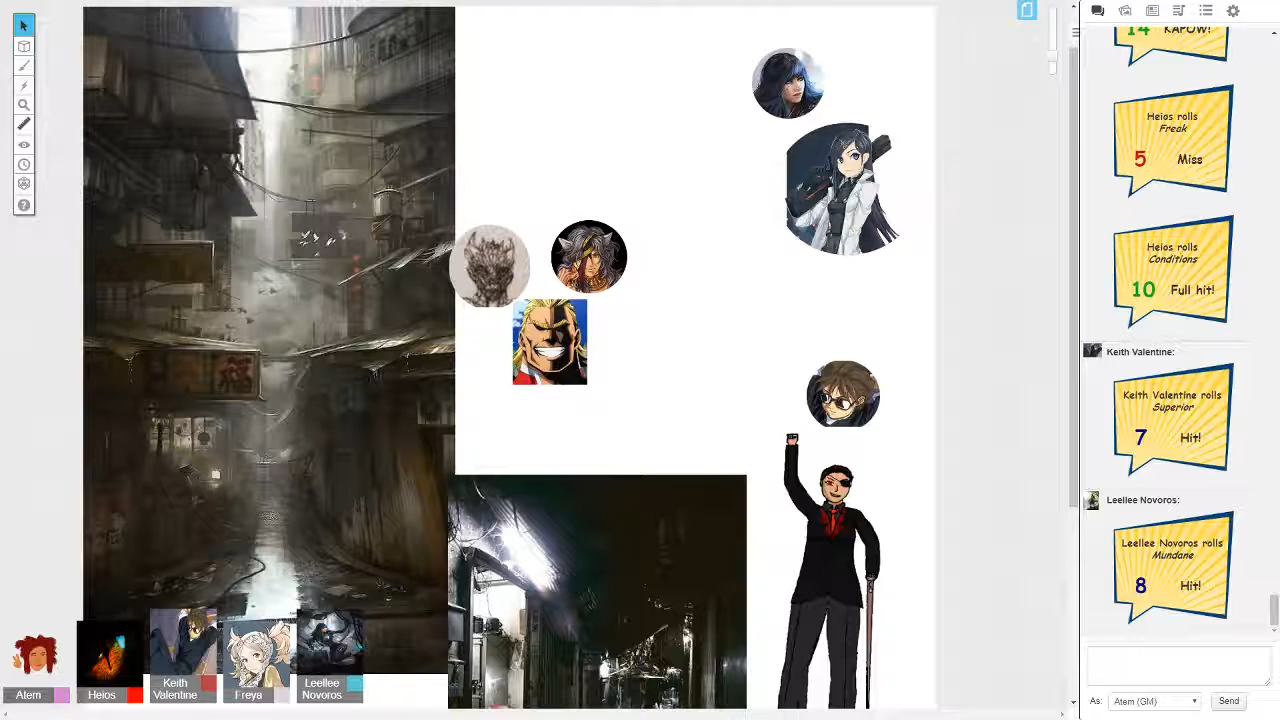 14 KAPOW!
Heios rolls
Freak
5 Miss
Heios rolls
Conditions
10 Full hit!
Keith Valentine:
Keith Valentine rolls
Superior
7 Hit!
Leellee Novoros:
Leellee Novoros rolls
Mundane
8 Hit!
As: Atem (GM) Send
福
Atem
Heios
Keith
Valentine
Freya
Leellee
Novoros